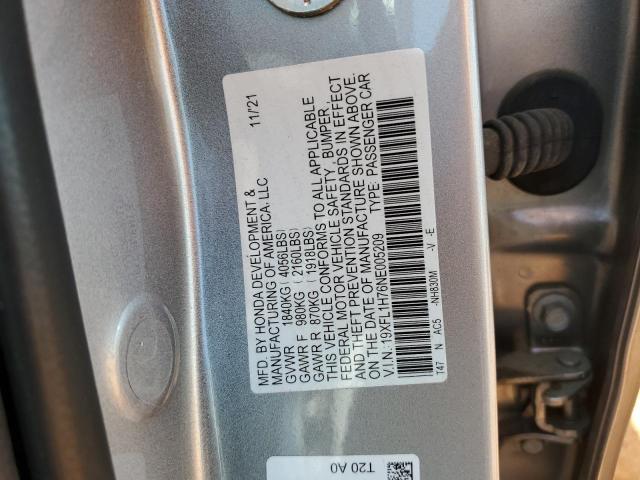 MFD. BY HONDA DEVELOPMENT &
MANUFACTURING OF AMERICA, LLC 11/21
GVWR 1840KG(4056LBS)
GAWR F 980KG (2160LBS)
GAWR R 870KG (1918LBS)
THIS VEHICLE CONFORMS TO ALL APPLICABLE
FEDERAL MOTOR VEHICLE SAFETY, BUMPER,
AND THEFT PREVENTION STANDARDS IN EFFECT
ON THE DATE OF MANUFACTURE SHOWN ABOVE.
V.I.N.:19XFL1H76NE005209 TYPE: PASSENGER CAR
T47 N AC5 -NH830M -V -E
T20 A0